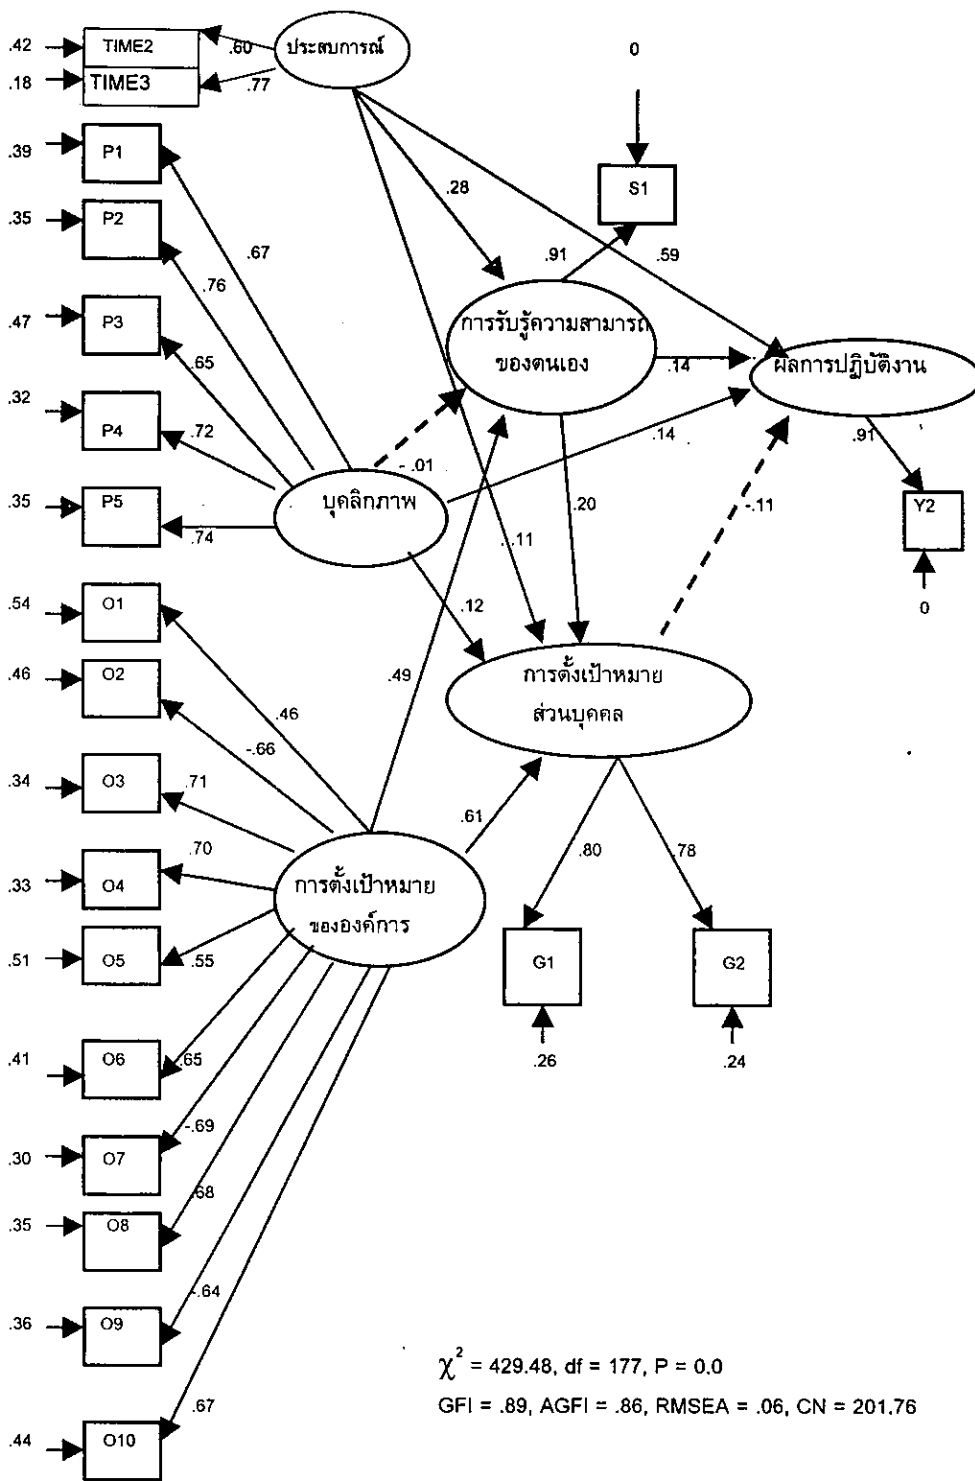 .42
TIME2
.60
ประสบการณ์
.18
TIME3
.77
0
.39
P1
S1
.28
.35
P2
.67
.91
.59
.76
การรับรู้ความสามารถ
ของตนเอง
.47
P3
.65
.14
ผลการปฏิบัติงาน
.32
P4
.72
.14
.91
- .01
บุคลิกภาพ
.35
P5
.74
.20
-.11
Y2
.11
0
.54
O1
.12
.46
O2
.49
การตั้งเป้าหมาย
ส่วนบุคคล
.46
-.66
.34
O3
.71
.61
.70
.80
.78
.33
O4
การตั้งเป้าหมาย
ขององค์การ
.51
O5
.55
G1
G2
.41
O6
.65
.26
.24
-.69
.30
O7
.68
.35
O8
-.64
.36
O9
χ² = 429.48, df = 177, P = 0.0
.67
GFI = .89, AGFI = .86, RMSEA = .06, CN = 201.76
.44
O10